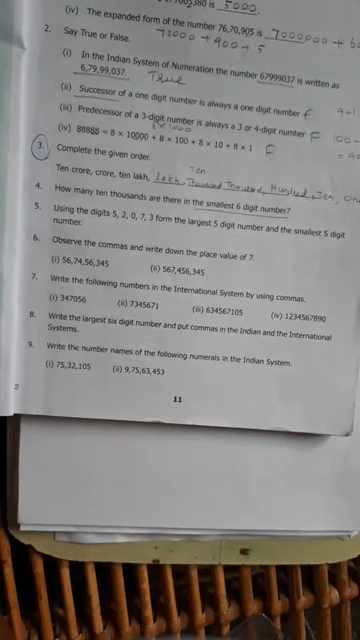 7005380 is 5000.
(iv) The expanded form of the number 76,70,905 is 7000000 +
70000 + 900 + 5
2. Say True or False.
(i) In the Indian System of Numeration the number 67999037 is written as
6,79,99,037. True
(ii) Successor of a one digit number is always a one digit number F 9+1
(iii) Predecessor of a 3-digit number is always a 3 or 4-digit number F 100-
(iv) 88888 = 8 × 10000 + 8 × 100 + 8 × 10 + 8 × 1 F
3. Complete the given order.
Ten
Ten crore, crore, ten lakh, lakh, Thousand, Thousand, Hundred, Ten, On
4. How many ten thousands are there in the smallest 6 digit number?
5. Using the digits 5, 2, 0, 7, 3 form the largest 5 digit number and the smallest 5 digit
number.
6. Observe the commas and write down the place value of 7.
(i) 56,74,56,345 (ii) 567,456,345
7. Write the following numbers in the International System by using commas.
(i) 347056 (ii) 7345671 (iii) 634567105 (iv) 1234567890
8. Write the largest six digit number and put commas in the Indian and the International
Systems.
9. Write the number names of the following numerals in the Indian System.
(i) 75,32,105 (ii) 9,75,63,453
2
11